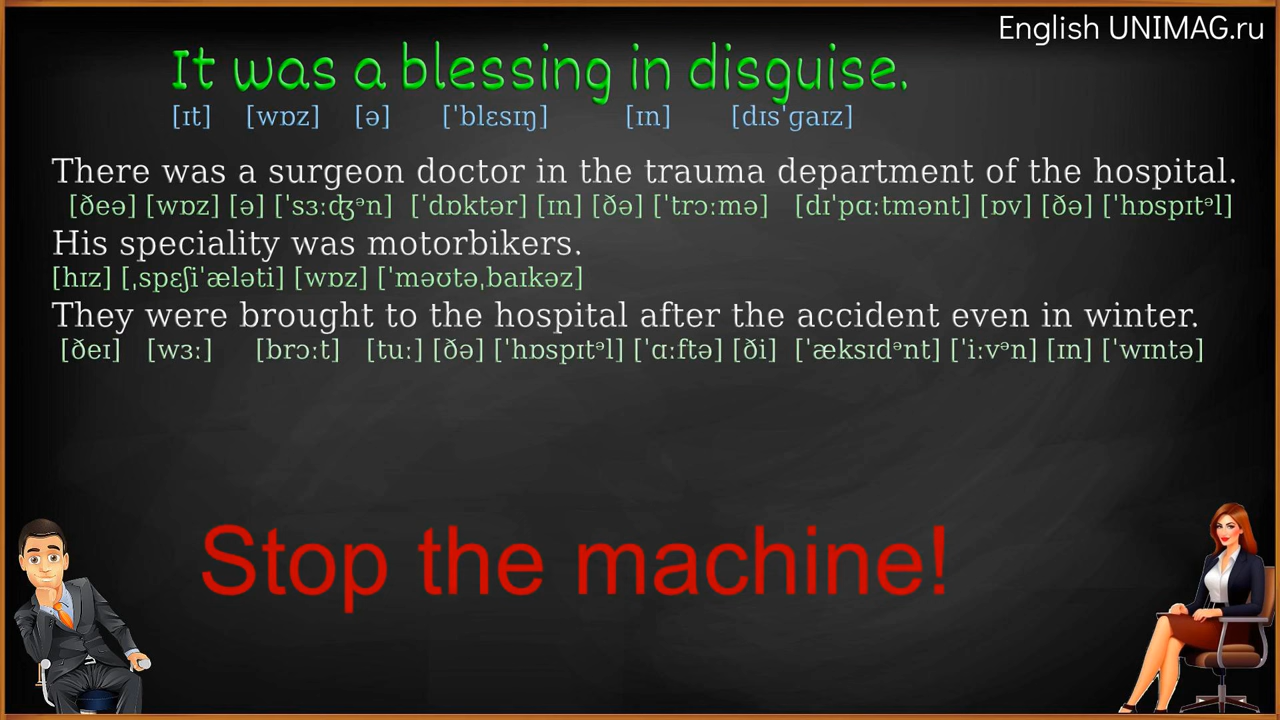 English UNIMAG.ru
It was a blessing in disguise.
[ɪt] [wɒz] [ə] [ˈblɛsɪŋ] [ɪn] [dɪsˈɡaɪz]
There was a surgeon doctor in the trauma department of the hospital.
[ðeə] [wɒz] [ə] [ˈsɜːʤᵊn] [ˈdɒktər] [ɪn] [ðə] [ˈtrɔːmə] [dɪˈpɑːtmənt] [ɒv] [ðə] [ˈhɒspɪtᵊl]
His speciality was motorbikers.
[hɪz] [ˌspɛʃiˈæləti] [wɒz] [ˈməʊtəˌbaɪkəz]
They were brought to the hospital after the accident even in winter.
[ðeɪ] [wɜː] [brɔːt] [tuː] [ðə] [ˈhɒspɪtᵊl] [ˈɑːftə] [ði] [ˈæksɪdᵊnt] [ˈiːvᵊn] [ɪn] [ˈwɪntə]
Stop the machine!